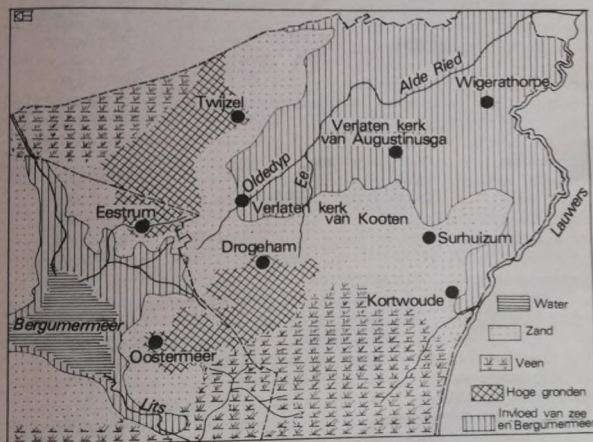 Twijzel
Alde Ried
Wigerathorpe
Verlaten kerk
van Augustinusga
Oldedyp
Ee
Verlaten kerk
van Kooten
Eestrum
Drogeham
Surhuizum
Lauwers
Kortwoude
Bergumermeer
Oostermeer
Lits
Water
Zand
Veen
Hoge gronden
Invloed van zee
en Bergumermeer